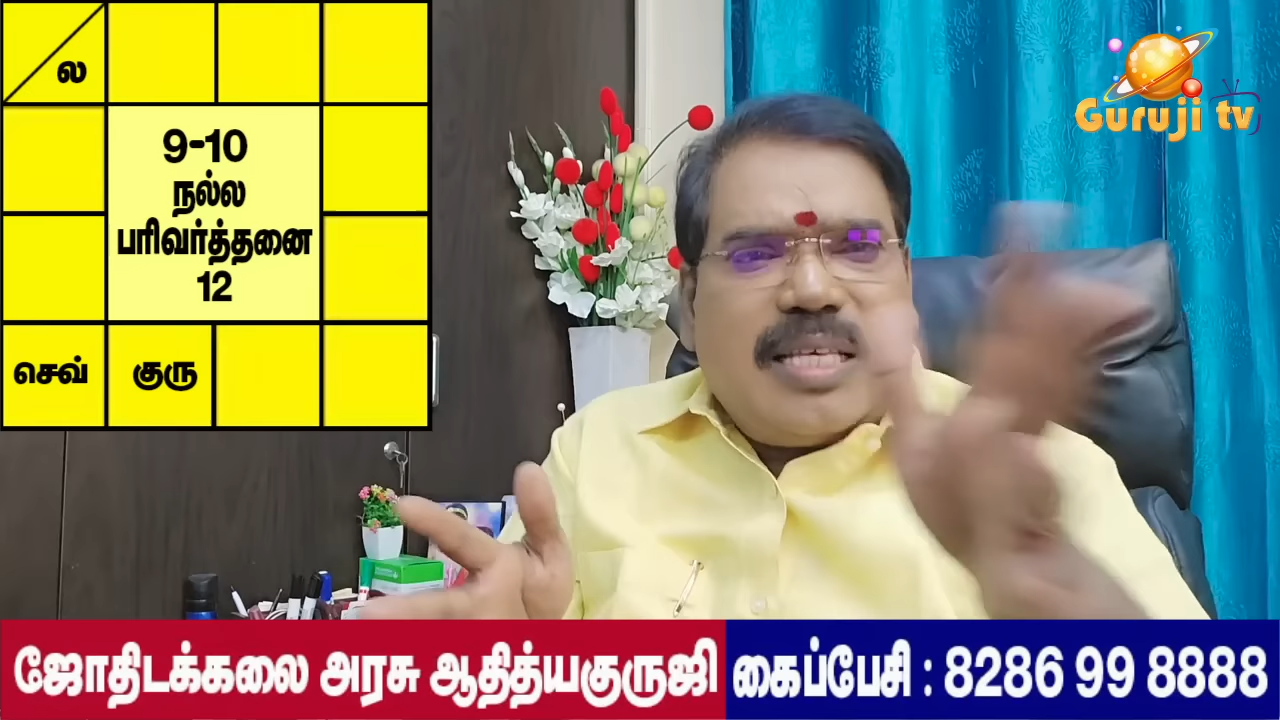 ல
9-10
நல்ல
பரிவர்த்தனை
12
செவ்
குரு
Guruji tv
ஜோதிடக்கலை அரசு ஆதித்யகுருஜி
கைப்பேசி : 8286 99 8888